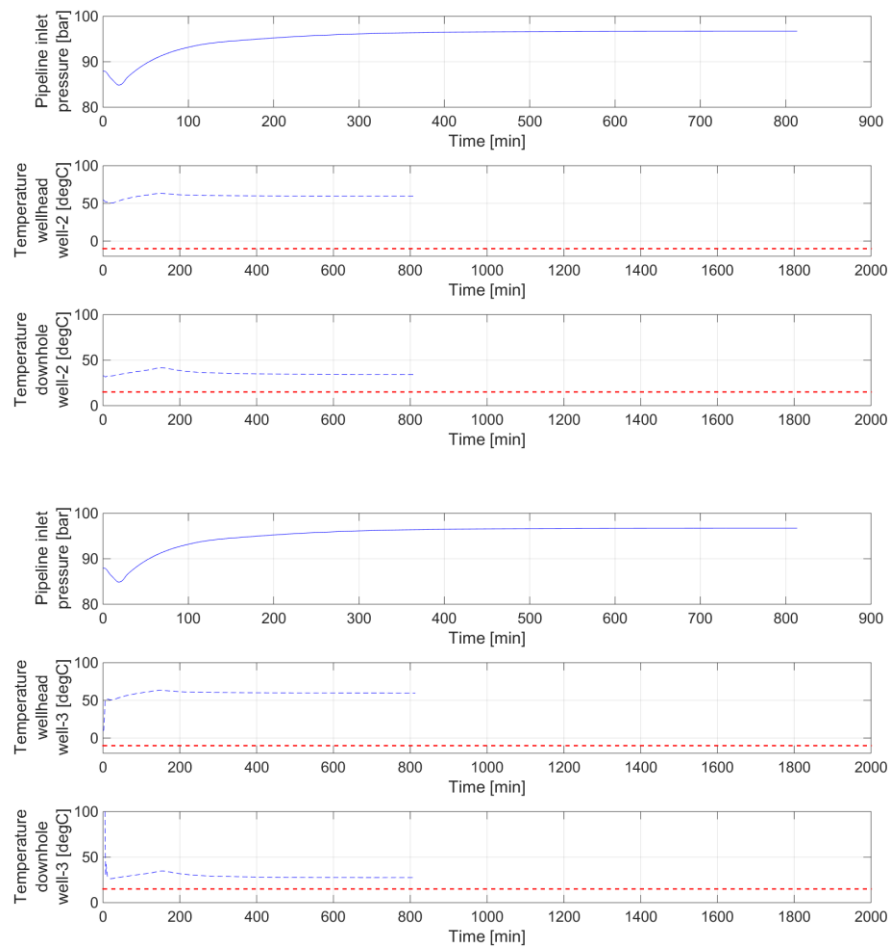 Pipeline inlet
pressure [bar]
100
90
80
0 100 200 300 400 500 600 700 800 900
Time [min]
Temperature
wellhead
well-2 [degC]
100
50
0
0 200 400 600 800 1000 1200 1400 1600 1800 2000
Time [min]
Temperature
downhole
well-2 [degC]
100
50
0
0 200 400 600 800 1000 1200 1400 1600 1800 2000
Time [min]
Pipeline inlet
pressure [bar]
100
90
80
0 100 200 300 400 500 600 700 800 900
Time [min]
Temperature
wellhead
well-3 [degC]
100
50
0
0 200 400 600 800 1000 1200 1400 1600 1800 2000
Time [min]
Temperature
downhole
well-3 [degC]
100
50
0
0 200 400 600 800 1000 1200 1400 1600 1800 2000
Time [min]